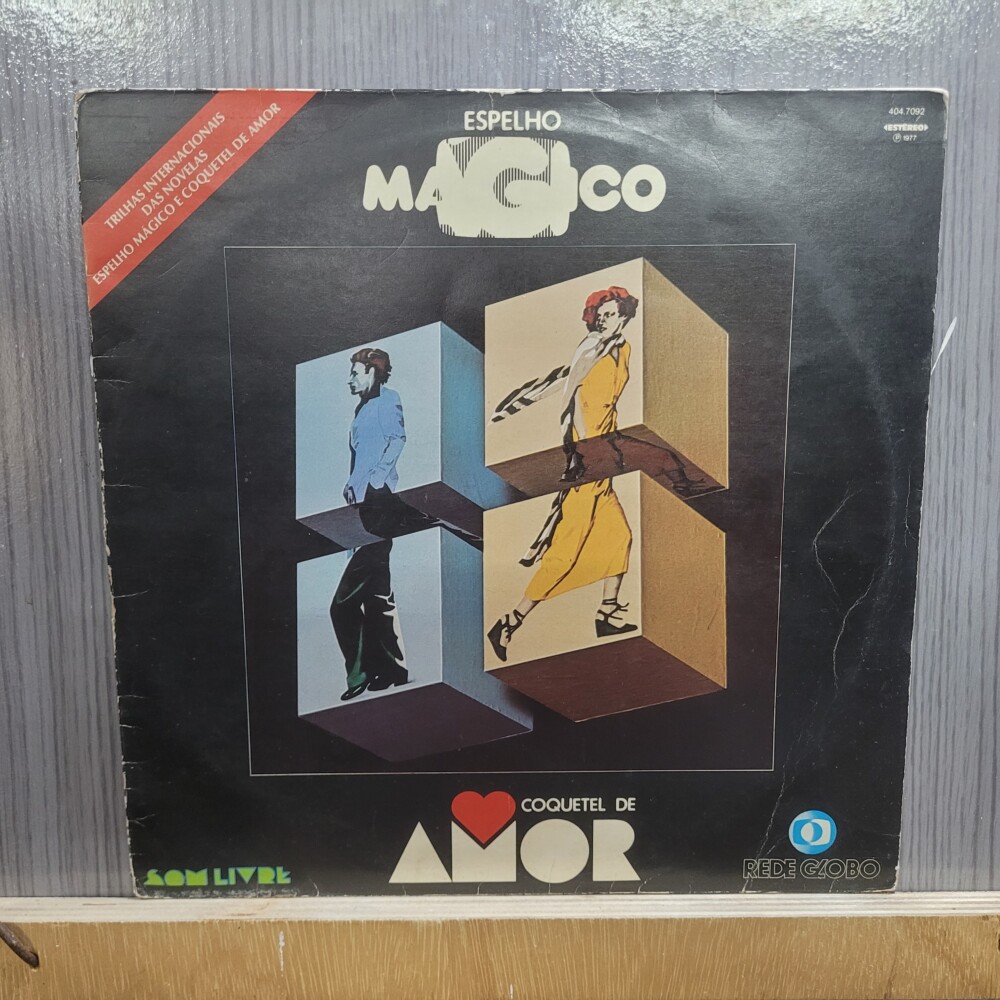 TRILHAS INTERNACIONAIS
DAS NOVELAS
ESPELHO MÁGICO E COQUETEL DE AMOR
ESPELHO
MAGICO
404.7092
ESTÉREO
℗ 1977
COQUETEL DE
AMOR
SOM LIVRE
REDE GLOBO